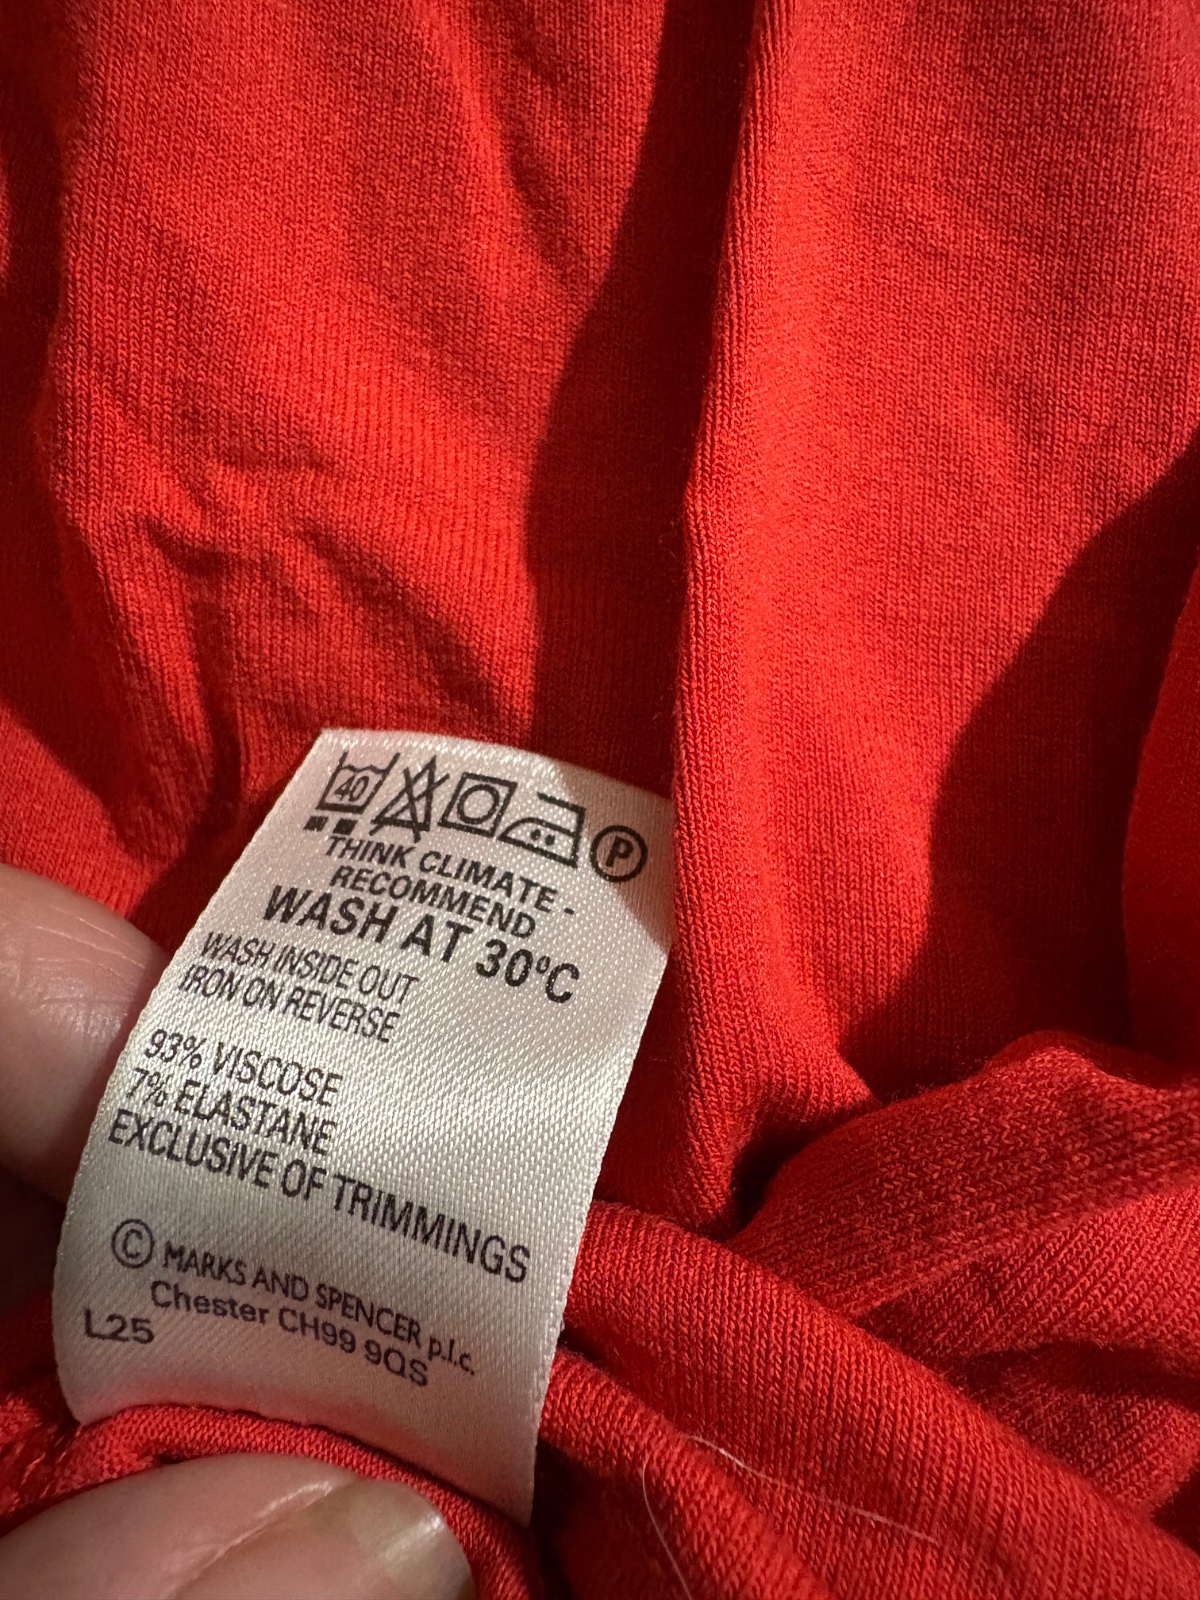 40
P
THINK CLIMATE -
RECOMMEND
WASH AT 30ºC
WASH INSIDE OUT
IRON ON REVERSE
93% VISCOSE
7% ELASTANE
EXCLUSIVE OF TRIMMINGS
© MARKS AND SPENCER p.l.c.
Chester CH99 9QS
L25